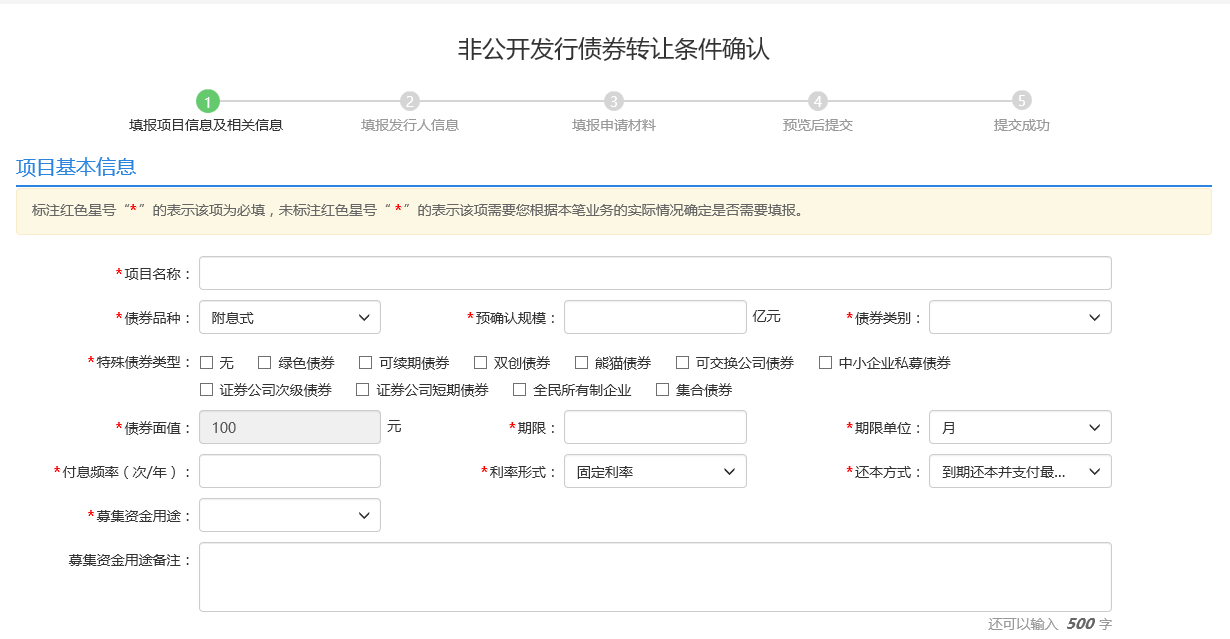 非公开发行债券转让条件确认
1 2 3 4 5
填报项目信息及相关信息 填报发行人信息 填报申请材料 预览后提交 提交成功
项目基本信息
标注红色星号“*”的表示该项为必填，未标注红色星号“*”的表示该项需要您根据本笔业务的实际情况确定是否需要填报。
*项目名称：
*债券品种： 附息式 *预确认规模： 亿元 *债券类别：
*特殊债券类型： 无 绿色债券 可续期债券 双创债券 熊猫债券 可交换公司债券 中小企业私募债券
证券公司次级债券 证券公司短期债券 全民所有制企业 集合债券
*债券面值： 100 元 *期限： *期限单位： 月
*付息频率（次/年）： *利率形式： 固定利率 *还本方式： 到期还本并支付最...
*募集资金用途：
募集资金用途备注：
还可以输入 500 字